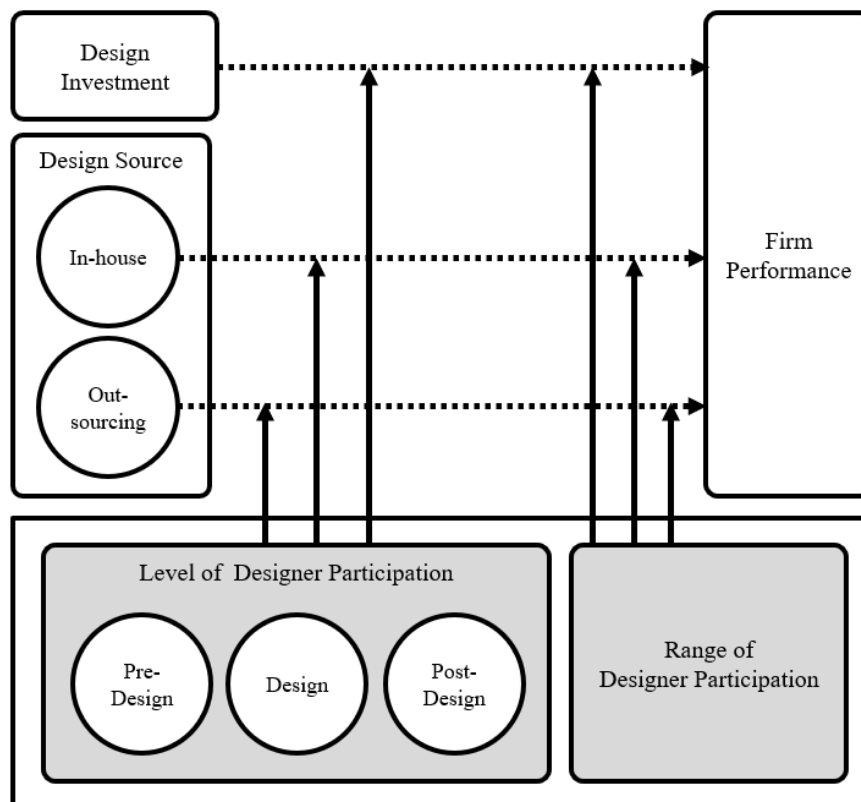 Design
Investment
Design Source
In-house
Out-
sourcing
Firm
Performance
Level of Designer Participation
Pre-
Design
Design
Post-
Design
Range of
Designer Participation